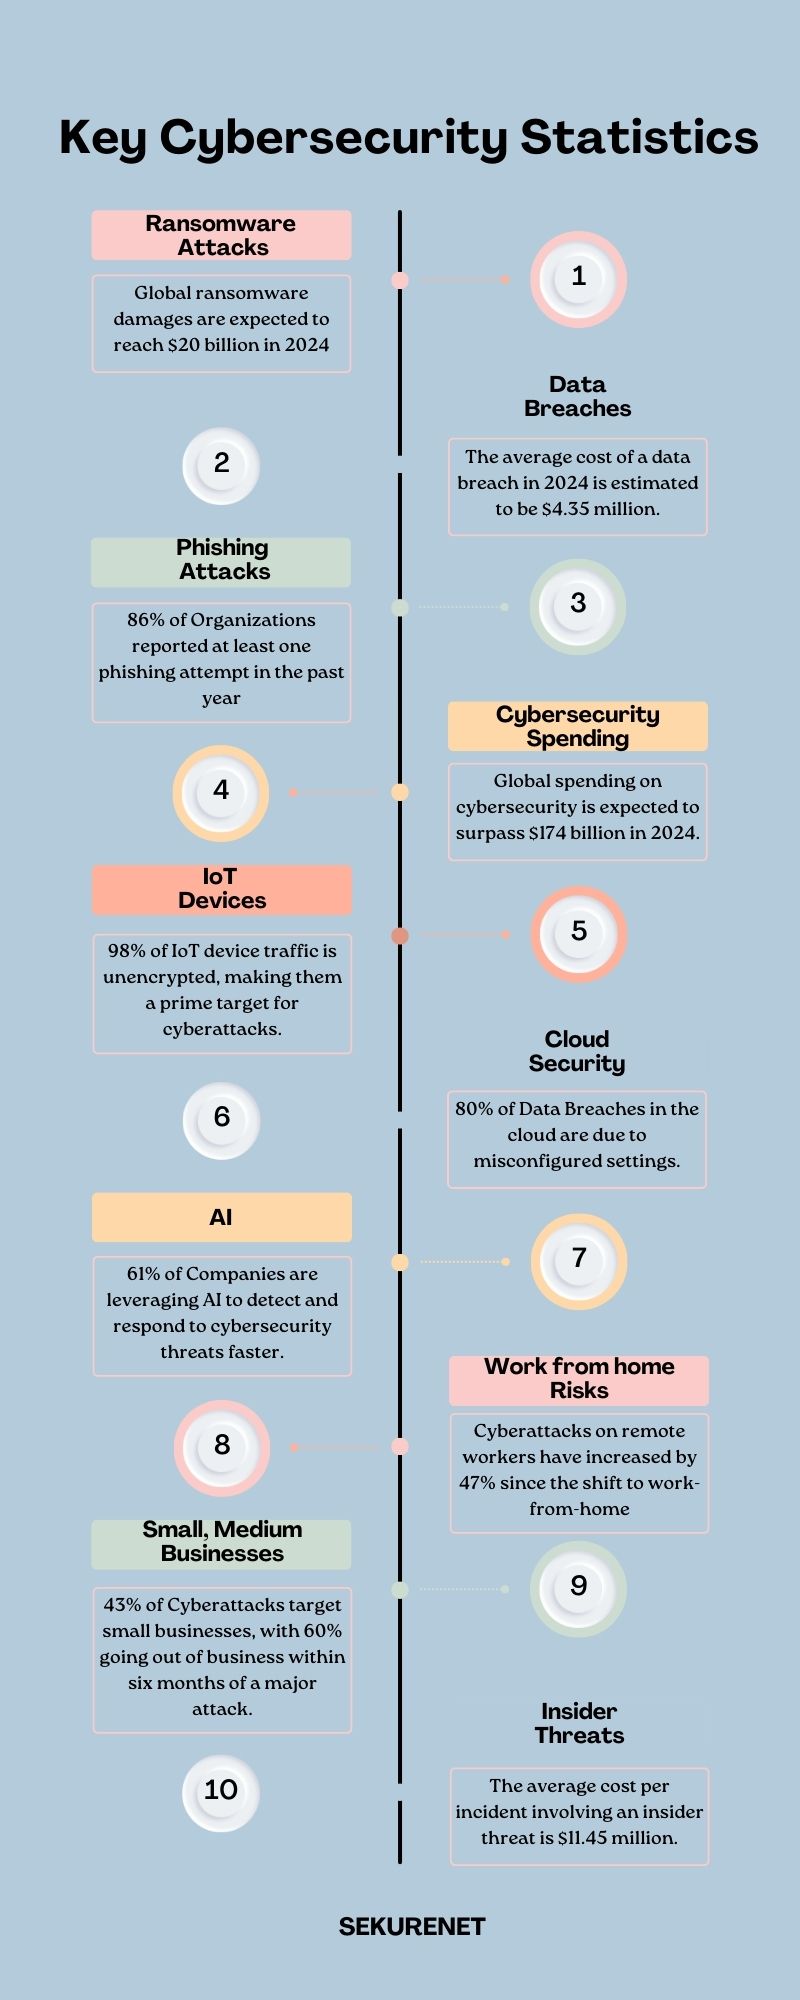 Key Cybersecurity Statistics
Ransomware
Attacks
1
Global ransomware
damages are expected to
reach $20 billion in 2024
Data
Breaches
2
The average cost of a data
breach in 2024 is estimated
to be $4.35 million.
Phishing
Attacks
3
86% of Organizations
reported at least one
phishing attempt in the past
year
Cybersecurity
Spending
4
Global spending on
cybersecurity is expected to
surpass $174 billion in 2024.
IoT
Devices
5
98% of IoT device traffic is
unencrypted, making them
a prime target for
cyberattacks.
Cloud
Security
6
80% of Data Breaches in the
cloud are due to
misconfigured settings.
AI
7
61% of Companies are
leveraging AI to detect and
respond to cybersecurity
threats faster.
Work from home
Risks
8
Cyberattacks on remote
workers have increased by
47% since the shift to work-
from-home
Small, Medium
Businesses
9
43% of Cyberattacks target
small businesses, with 60%
going out of business within
six months of a major
attack.
Insider
Threats
10
The average cost per
incident involving an insider
threat is $11.45 million.
SEKURENET